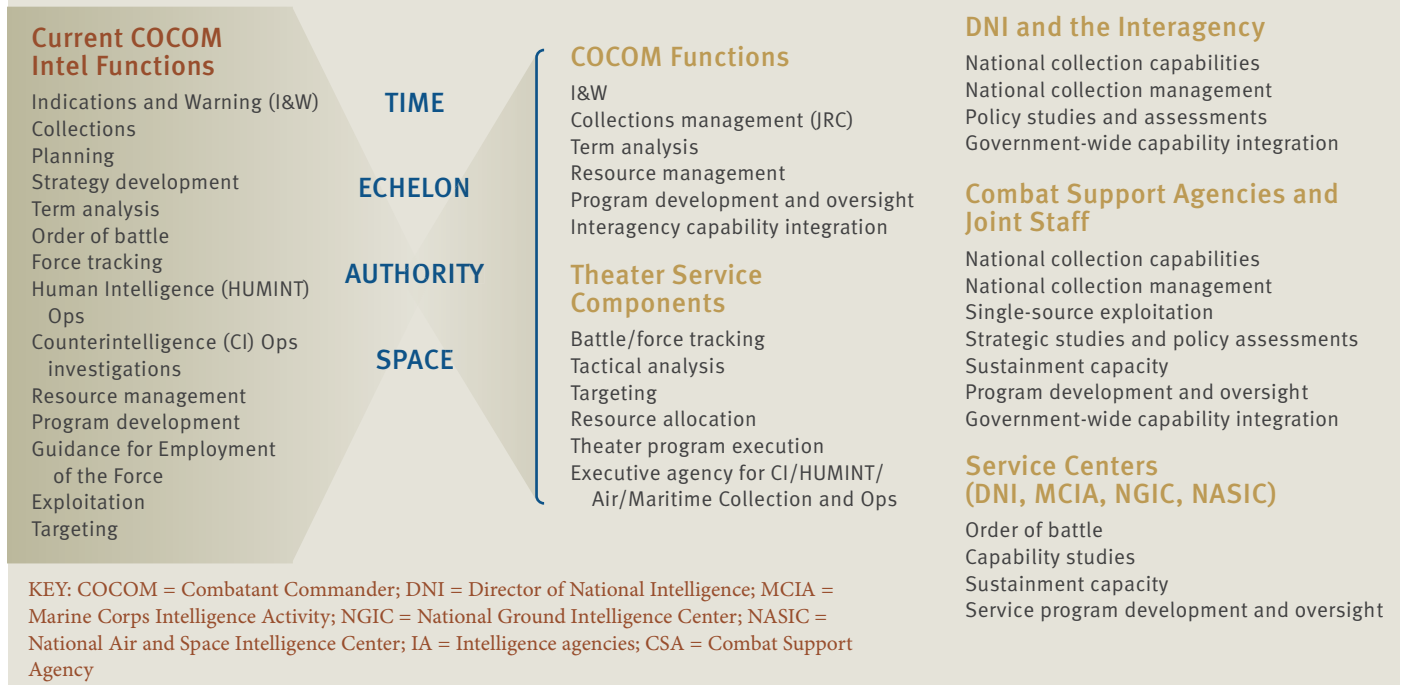 Current COCOM
Intel Functions
Indications and Warning (I&W)
Collections
Planning
Strategy development
Term analysis
Order of battle
Force tracking
Human Intelligence (HUMINT)
Ops
Counterintelligence (CI) Ops
investigations
Resource management
Program development
Guidance for Employment
of the Force
Exploitation
Targeting
TIME
ECHELON
AUTHORITY
SPACE
COCOM Functions
I&W
Collections management (JRC)
Term analysis
Resource management
Program development and oversight
Interagency capability integration
Theater Service
Components
Battle/force tracking
Tactical analysis
Targeting
Resource allocation
Theater program execution
Executive agency for CI/HUMINT/
Air/Maritime Collection and Ops
DNI and the Interagency
National collection capabilities
National collection management
Policy studies and assessments
Government-wide capability integration
Combat Support Agencies and
Joint Staff
National collection capabilities
National collection management
Single-source exploitation
Strategic studies and policy assessments
Sustainment capacity
Program development and oversight
Government-wide capability integration
Service Centers
(DNI, MCIA, NGIC, NASIC)
Order of battle
Capability studies
Sustainment capacity
Service program development and oversight
KEY: COCOM = Combatant Commander; DNI = Director of National Intelligence; MCIA =
Marine Corps Intelligence Activity; NGIC = National Ground Intelligence Center; NASIC =
National Air and Space Intelligence Center; IA = Intelligence agencies; CSA = Combat Support
Agency